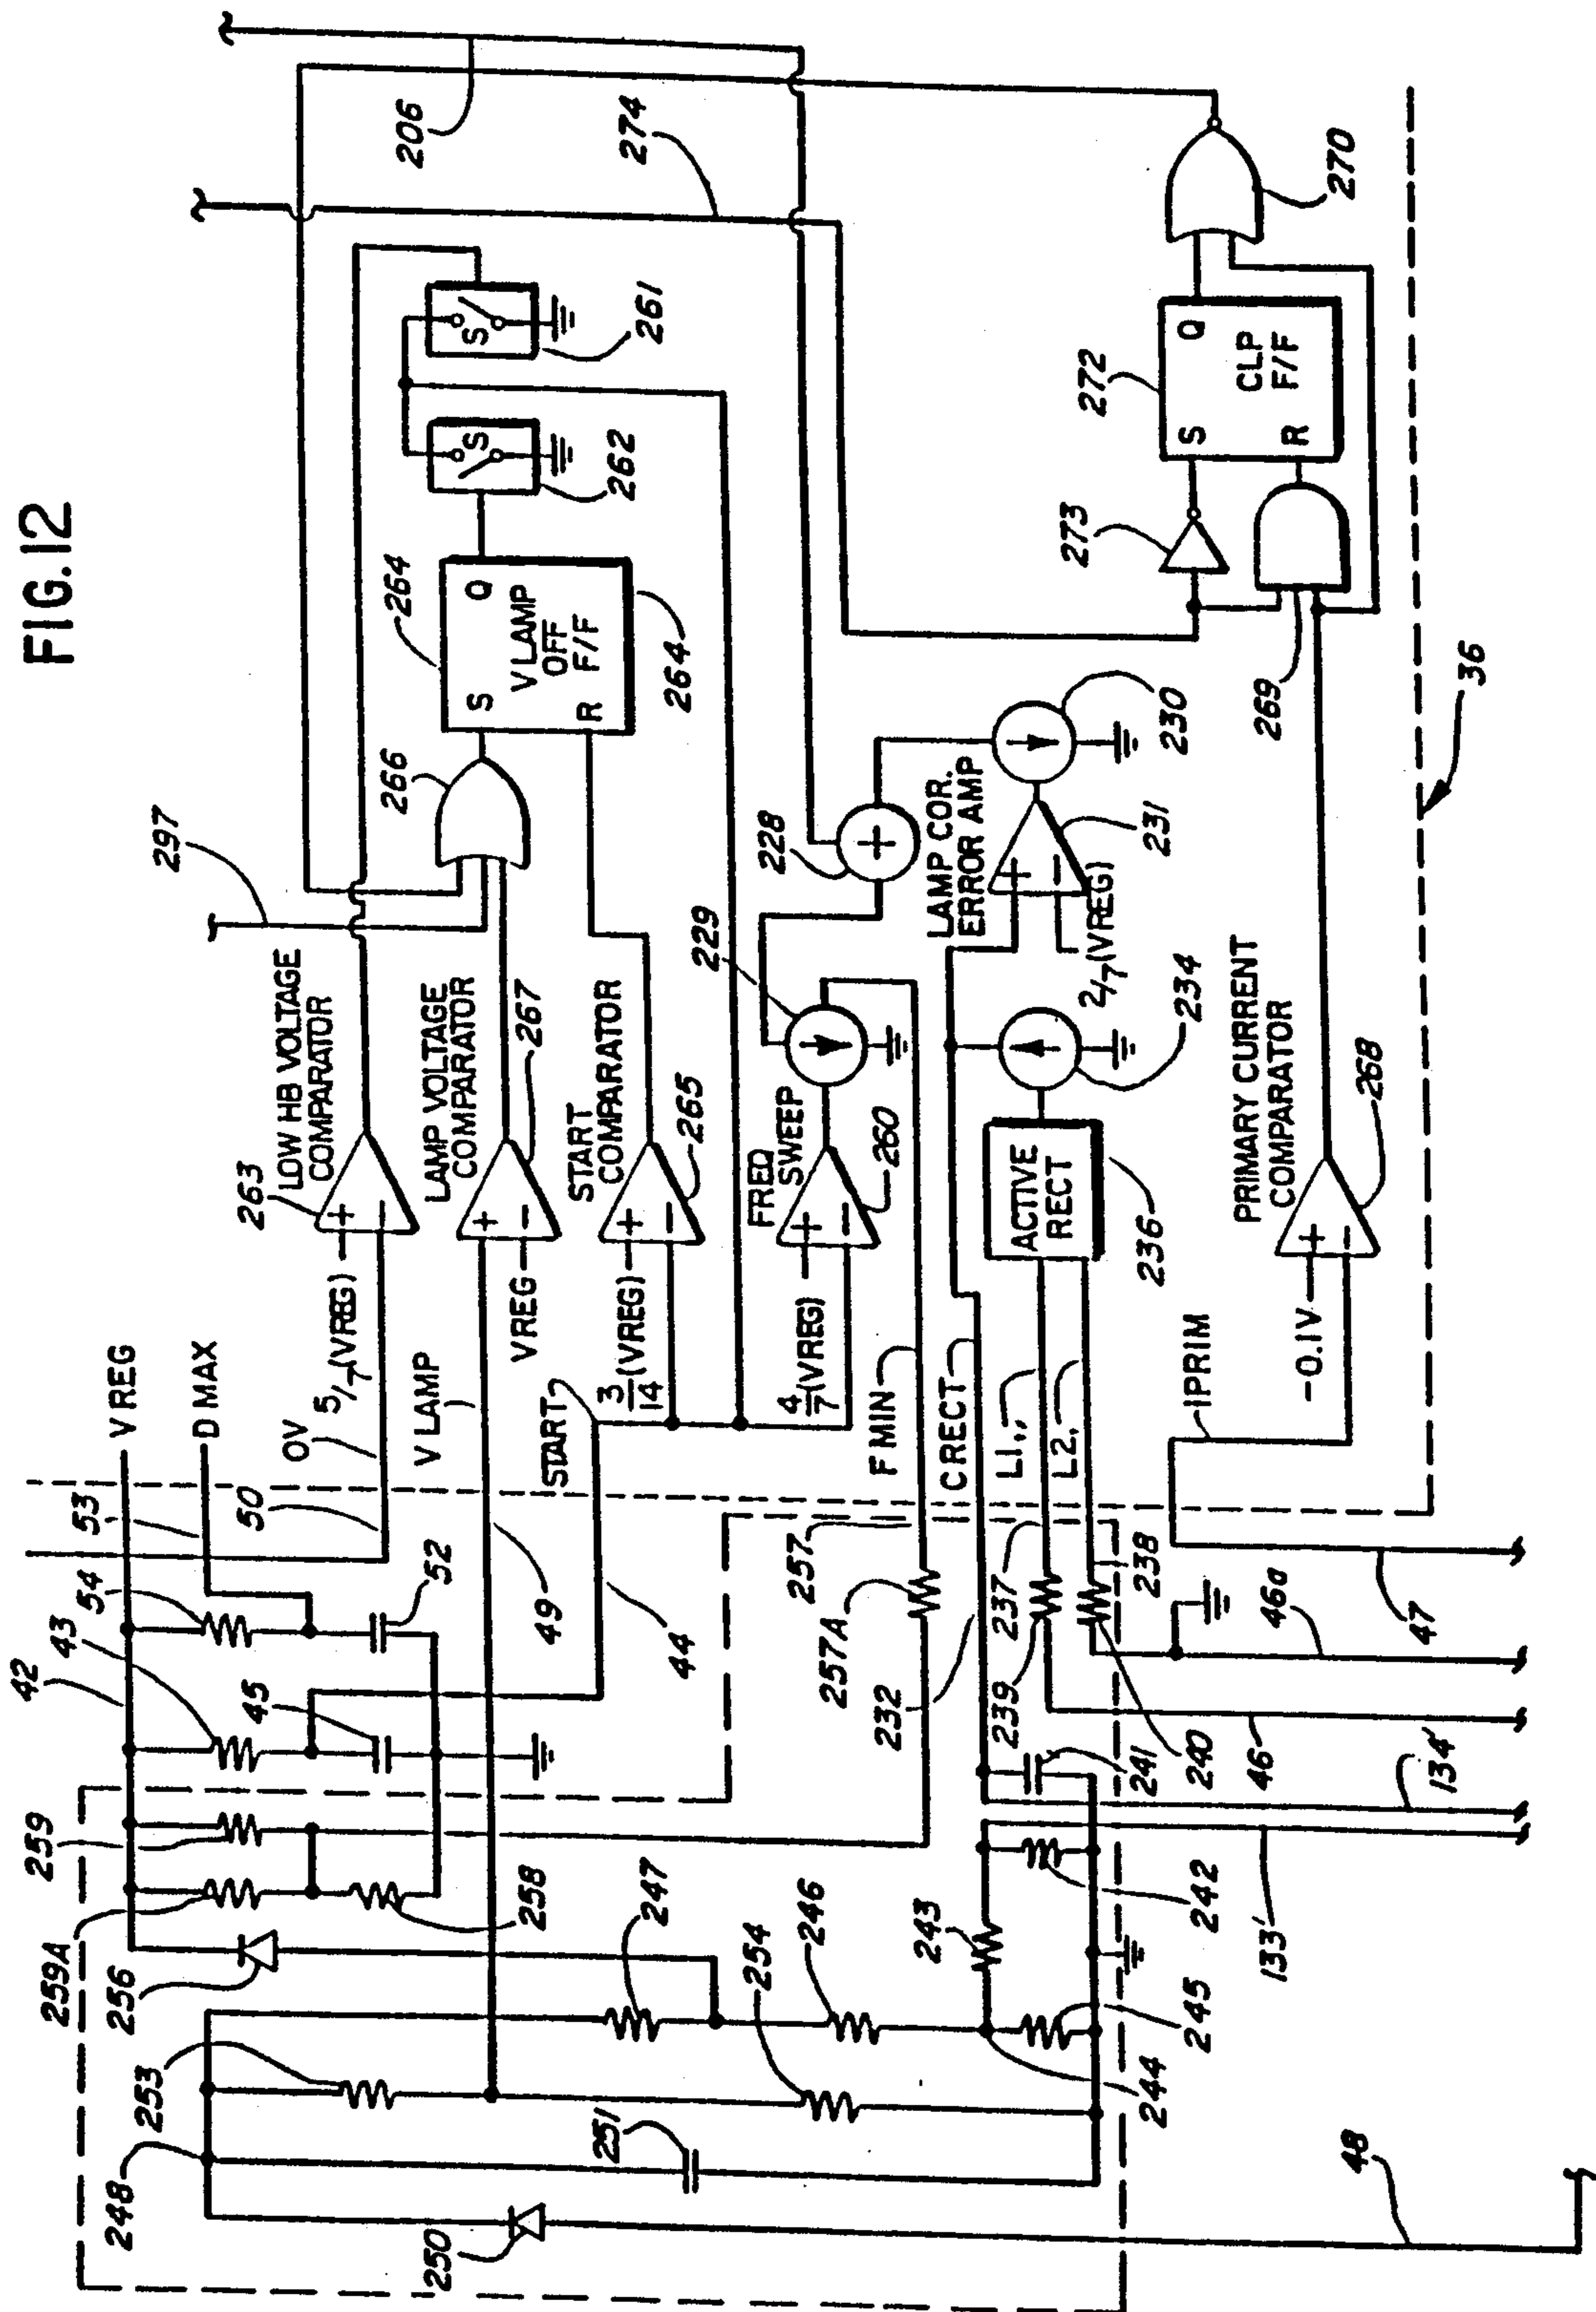 FIG.12
206
274
297
LOW HB VOLTAGE
COMPARATOR
263
5/7(VREG)
OV
V REG
D MAX
53
50
54
43
42
52
45
259
259A
256
258
247
253
248
251
250
254
246
243
245
244
242
241
240
239
238
237
232
257A
257
44
49
48
133'
134'
46
46a
47
V LAMP
LAMP VOLTAGE
COMPARATOR
267
VREG
+
−
START
START
COMPARATOR
265
3/14(VREG)
+
−
FREQ
SWEEP
260
4/7(VREG)
+
−
229
228
+
F MIN
CRECT
L1,
L2,
ACTIVE
RECT
236
234
LAMP COR.
ERROR AMP
231
230
2/7(VREG)
+
−
PRIMARY CURRENT
COMPARATOR
268
-0.1V
+
−
IPRIM
266
264
S
Q
R
V LAMP
OFF
F/F
264
262
S
261
S
272
S
Q
R
CLP
F/F
273
269
270
36